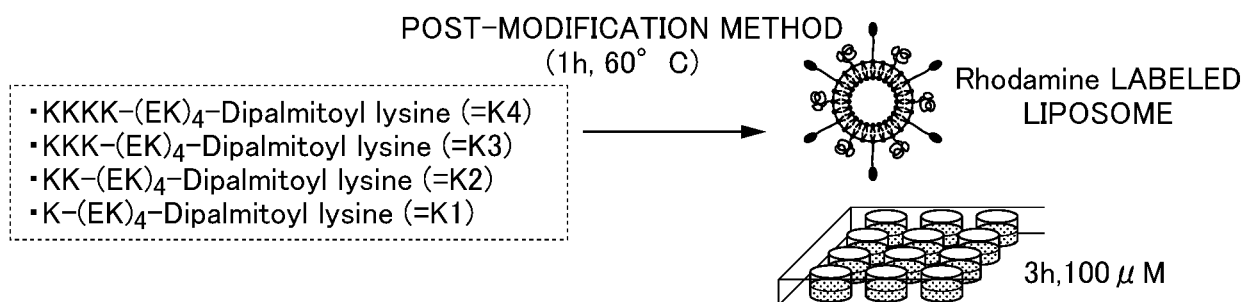 POST-MODIFICATION METHOD
(1h, 60° C)
・KKKK-(EK)4-Dipalmitoyl lysine (=K4)
・KKK-(EK)4-Dipalmitoyl lysine (=K3)
・KK-(EK)4-Dipalmitoyl lysine (=K2)
・K-(EK)4-Dipalmitoyl lysine (=K1)
Rhodamine LABELED
LIPOSOME
3h,100 μ M